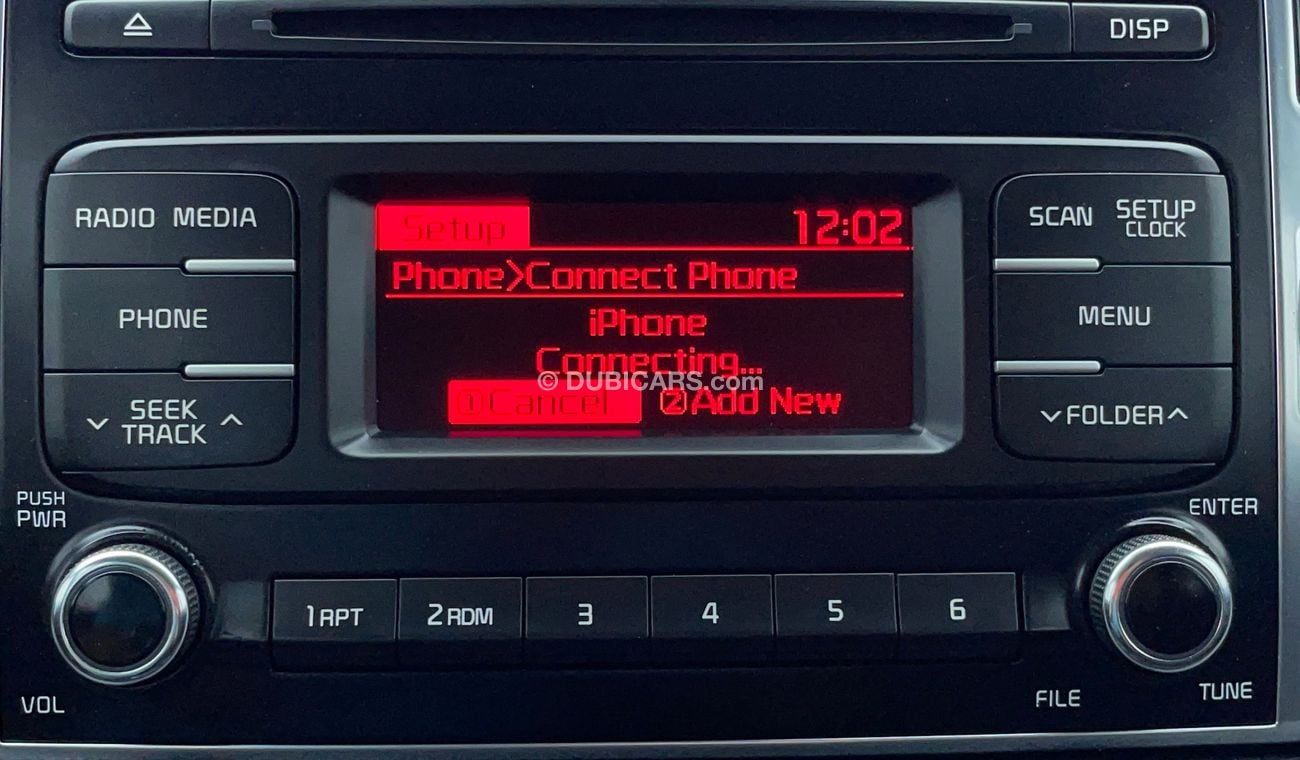 DISP
RADIO MEDIA
PHONE
SEEK
TRACK
Setup 12:02
Phone>Connect Phone
iPhone
Connecting...
© DUBICARS.com
①Cancel ②Add New
SCAN SETUP
CLOCK
MENU
FOLDER
PUSH
PWR
VOL
1 RPT 2 RDM 3 4 5 6
ENTER
FILE
TUNE